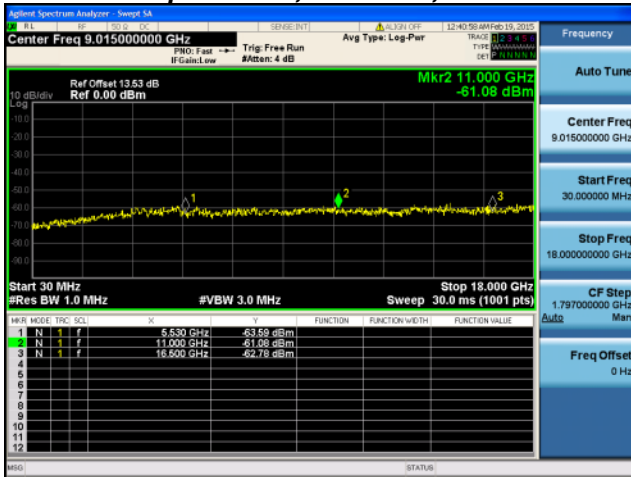 Agilent Spectrum Analyzer - Swept SA
RL RF 50 Ω DC SENSE:INT ALIGN OFF 12:40:58 AM Feb 19, 2015
Center Freq 9.015000000 GHz
PNO: Fast
IFGain:Low
Trig: Free Run
#Atten: 4 dB
Avg Type: Log-Pwr
TRACE 1 2 3 4 5 6
TYPE
DET P N N N N N
Ref Offset 13.53 dB
Ref 0.00 dBm
10 dB/div
Log
Mkr2 11.000 GHz
-61.08 dBm
-10.0
-20.0
-30.0
-40.0
-50.0
-60.0
-70.0
-80.0
-90.0
1
2
3
Start 30 MHz
Stop 18.000 GHz
#Res BW 1.0 MHz
#VBW 3.0 MHz
Sweep 30.0 ms (1001 pts)
MKR MODE TRC SCL X Y FUNCTION FUNCTION WIDTH FUNCTION VALUE
1 N 1 f 5.530 GHz -63.59 dBm
2 N 1 f 11.000 GHz -61.08 dBm
3 N 1 f 16.500 GHz -62.78 dBm
4
5
6
7
8
9
10
11
12
MSG
STATUS
Frequency
Auto Tune
Center Freq
9.015000000 GHz
Start Freq
30.000000 MHz
Stop Freq
18.000000000 GHz
CF Step
1.797000000 GHz
Auto Man
Freq Offset
0 Hz